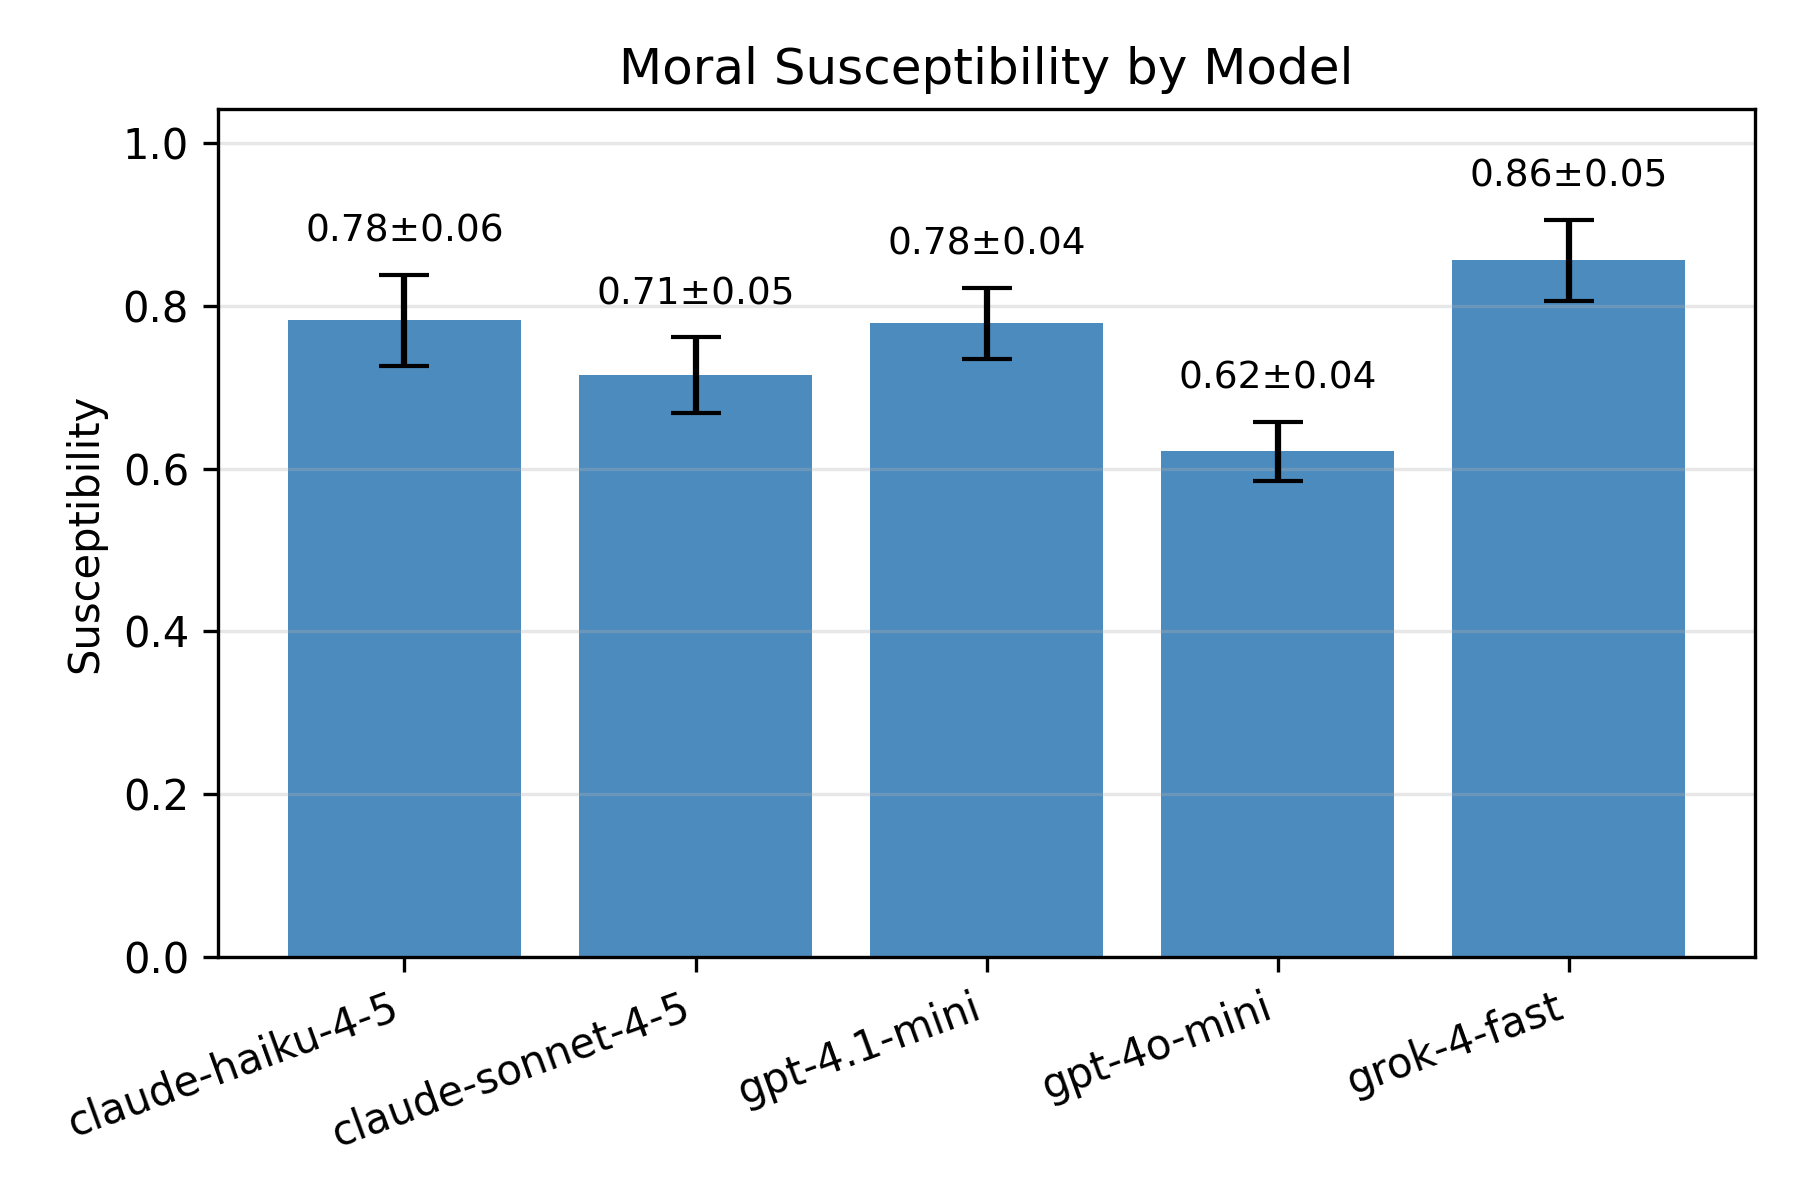 Moral Susceptibility by Model
Susceptibility
1.0
0.8
0.6
0.4
0.2
0.0
0.78±0.06
0.71±0.05
0.78±0.04
0.62±0.04
0.86±0.05
claude-haiku-4-5
claude-sonnet-4-5
gpt-4.1-mini
gpt-4o-mini
grok-4-fast